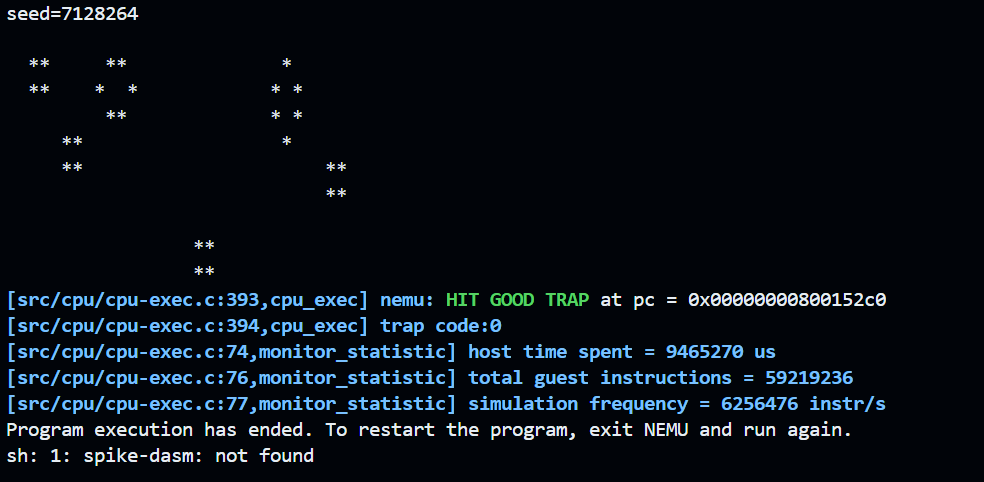 seed=7128264
  **     **              *
  **    *  *            * *
         **             * *
     **                  *
     **                      **
                             **
                 **
                 **
[src/cpu/cpu-exec.c:393,cpu_exec] nemu: HIT GOOD TRAP at pc = 0x00000000800152c0
[src/cpu/cpu-exec.c:394,cpu_exec] trap code:0
[src/cpu/cpu-exec.c:74,monitor_statistic] host time spent = 9465270 us
[src/cpu/cpu-exec.c:76,monitor_statistic] total guest instructions = 59219236
[src/cpu/cpu-exec.c:77,monitor_statistic] simulation frequency = 6256476 instr/s
Program execution has ended. To restart the program, exit NEMU and run again.
sh: 1: spike-dasm: not found